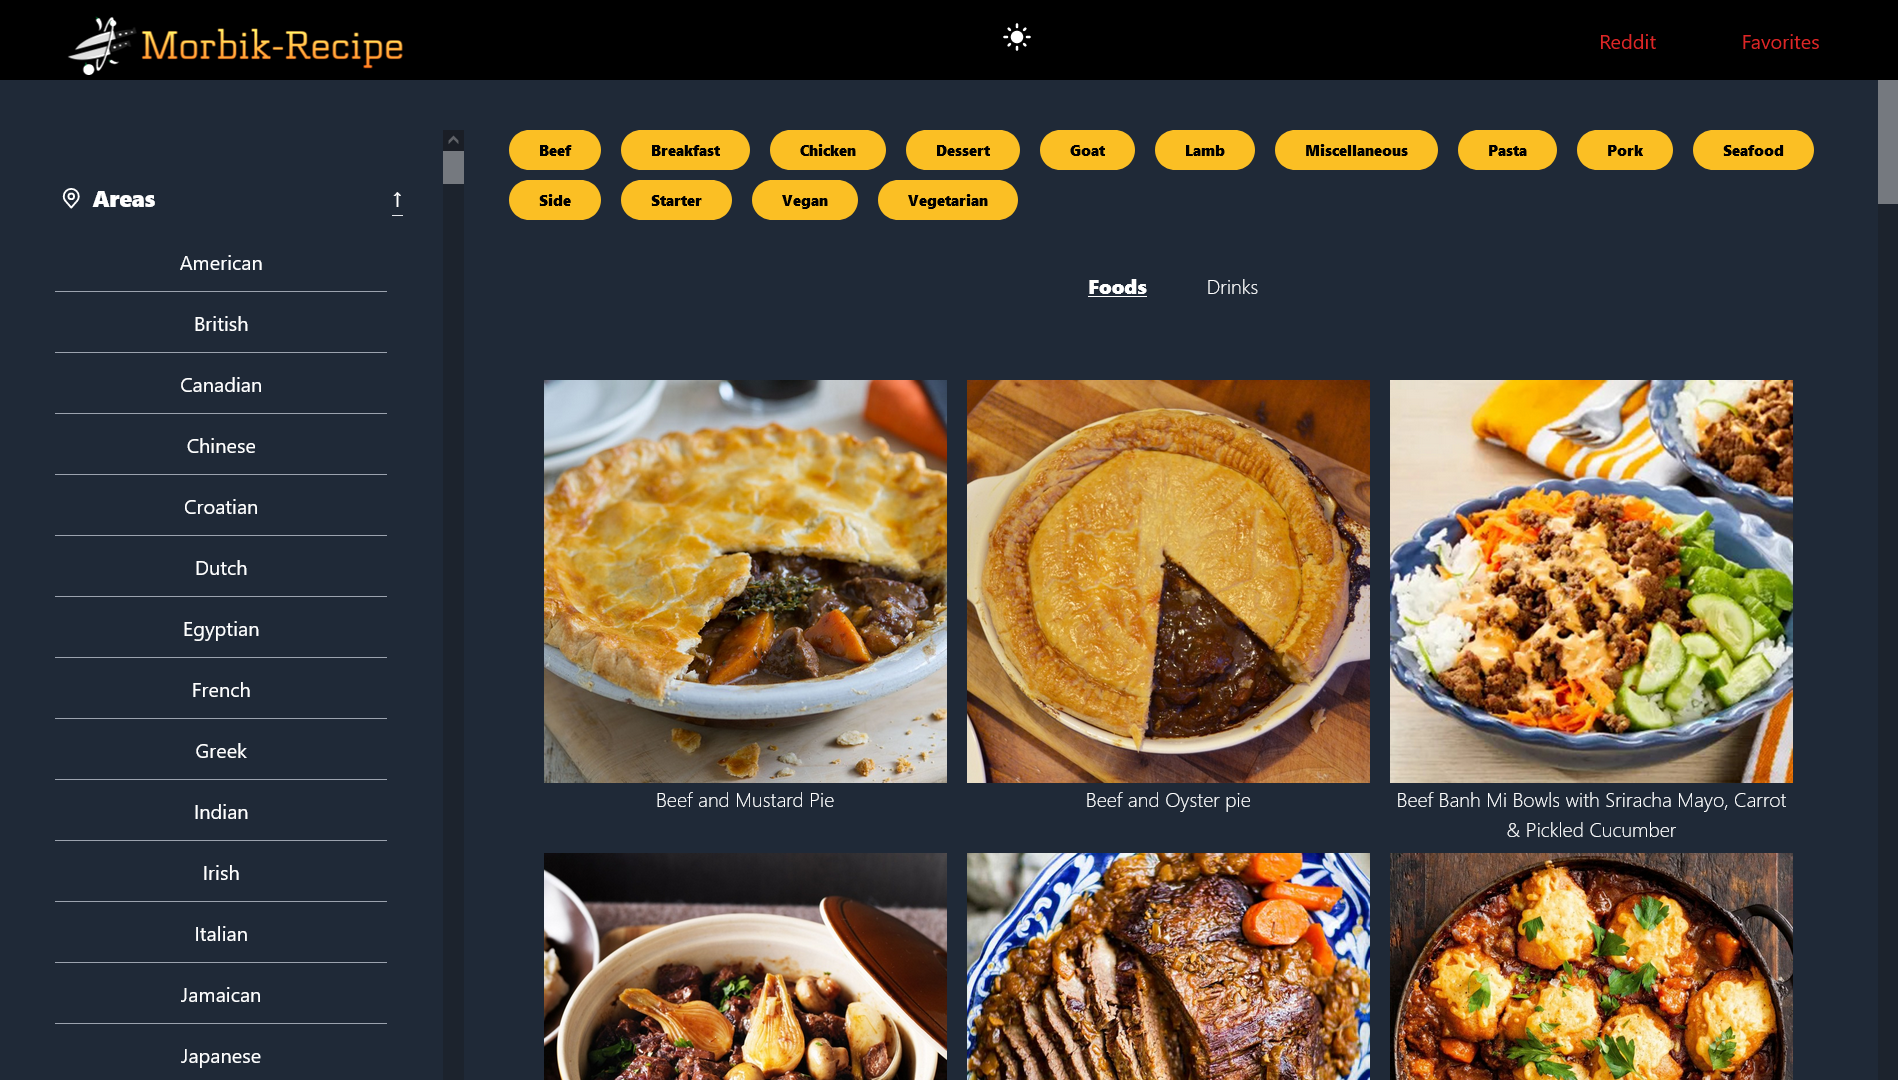 Morbik-Recipe
Reddit
Favorites
Areas
↑
American
British
Canadian
Chinese
Croatian
Dutch
Egyptian
French
Greek
Indian
Irish
Italian
Jamaican
Japanese
Beef Breakfast Chicken Dessert Goat Lamb Miscellaneous Pasta Pork Seafood
Side Starter Vegan Vegetarian
Foods Drinks
Beef and Mustard Pie
Beef and Oyster pie
Beef Banh Mi Bowls with Sriracha Mayo, Carrot
& Pickled Cucumber